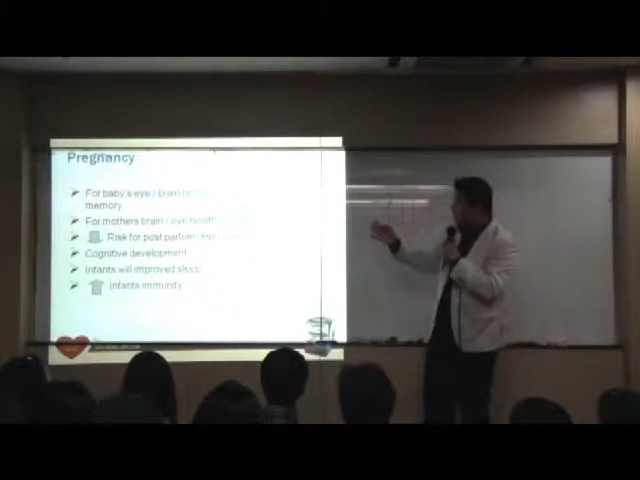 Pregnancy
For baby's eye / brain
memory
For mothers brain / eye health
Risk for post partum
Cognitive development
Infants will improved sleep
Infants immunity